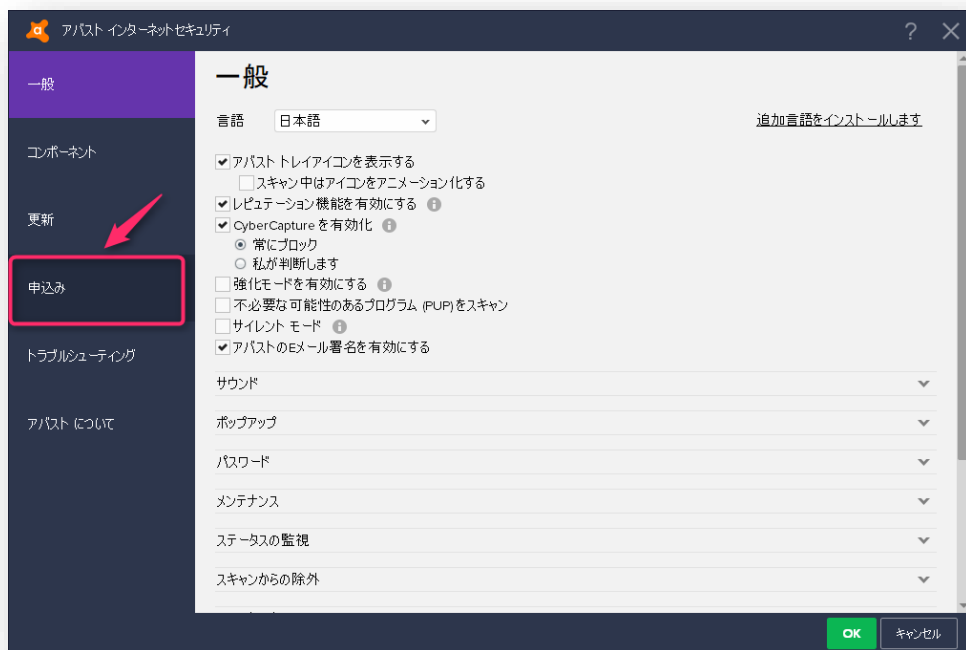 アバスト インターネットセキュリティ
?
一般
コンポーネント
更新
申込み
トラブルシューティング
アバスト について
一般
言語 日本語 追加言語をインストールします
アバスト トレイアイコンを表示する
スキャン中はアイコンをアニメーション化する
レピュテーション機能を有効にする
CyberCapture を有効化
常にブロック
私が判断します
強化モードを有効にする
不必要な可能性のあるプログラム (PUP)をスキャン
サイレント モード
アバストのEメール署名を有効にする
サウンド
ポップアップ
パスワード
メンテナンス
ステータスの監視
スキャンからの除外
OK キャンセル